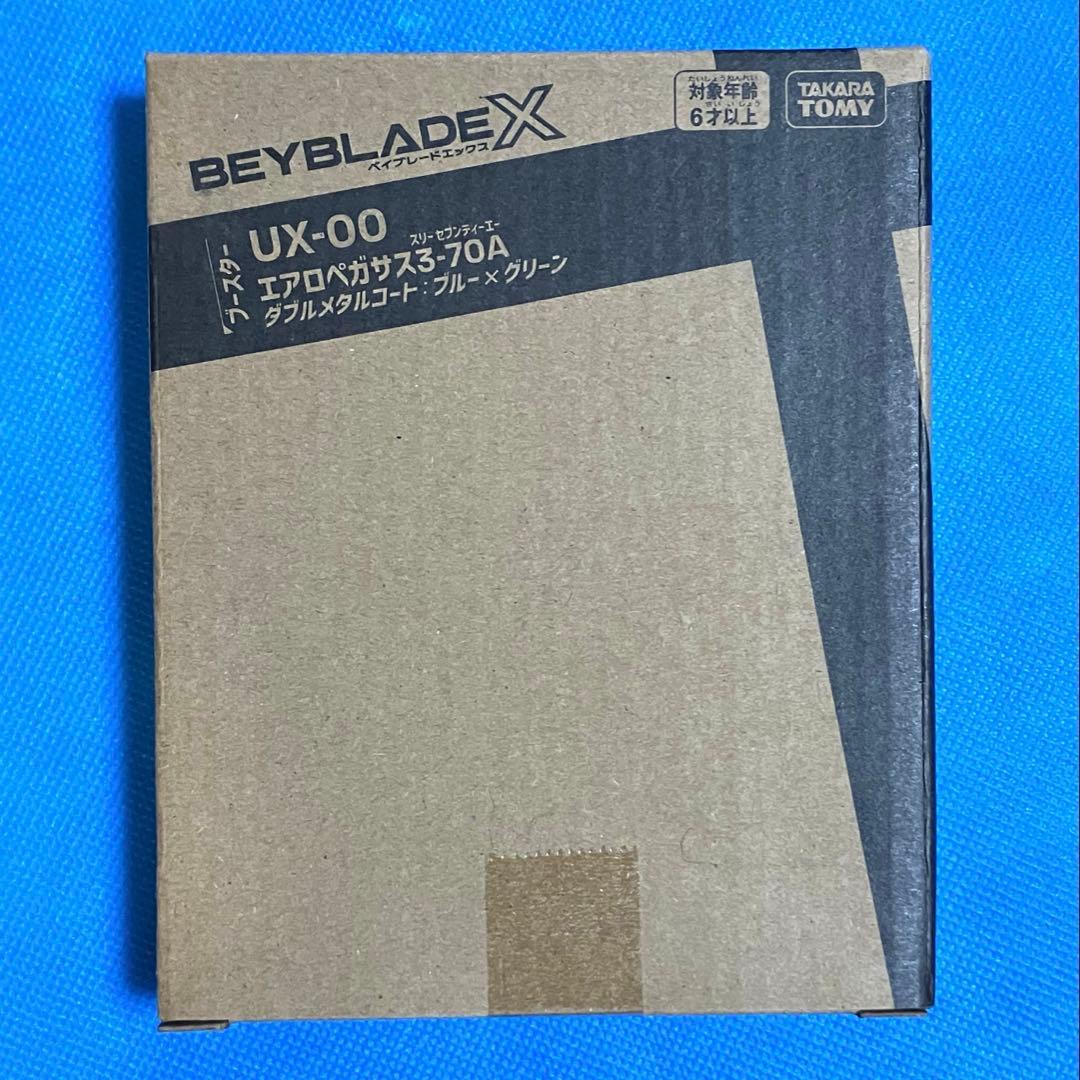 BEYBLADE X
ベイブレードエックス
たいしょうねんれい
対象年齢
さい いじょう
6才以上
TAKARA
TOMY
ブースター
UX-00
スリーセブンティーエー
エアロペガサス3-70A
ダブルメタルコート：ブルー×グリーン